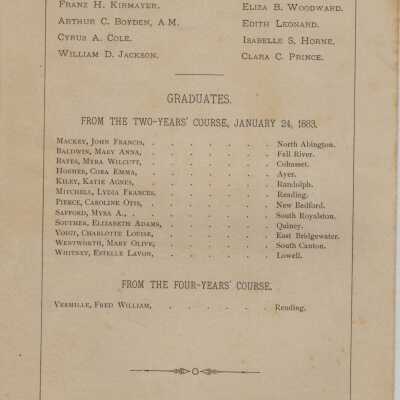 Franz H. Kirmayer. Eliza B. Woodward.
Arthur C. Boyden, A. M. Edith Leonard.
Cyrus A. Cole. Isabelle S. Horne.
William D. Jackson. Clara C. Prince.
GRADUATES.
FROM THE TWO-YEARS' COURSE, JANUARY 24, 1883.
Mackey, John Francis, . . . . . . North Abington.
Baldwin, Mary Anna, . . . . . . Fall River.
Bates, Myra Wilcutt, . . . . . . Cohasset.
Hosmer, Cora Emma, . . . . . . Ayer.
Kiley, Katie Agnes, . . . . . . Randolph.
Mitchell, Lydia Frances, . . . . . . Reading.
Pierce, Caroline Otis, . . . . . . New Bedford.
Safford, Myra A., . . . . . . . South Royalston.
Souther, Elizabeth Adams, . . . . . Quincy.
Voigt, Charlotte Louise, . . . . . East Bridgewater.
Wentworth, Mary Olive, . . . . . . South Canton.
Whitney, Estelle Lavon, . . . . . . Lowell.
FROM THE FOUR-YEARS' COURSE.
Vermille, Fred William, . . . . . . Reading.